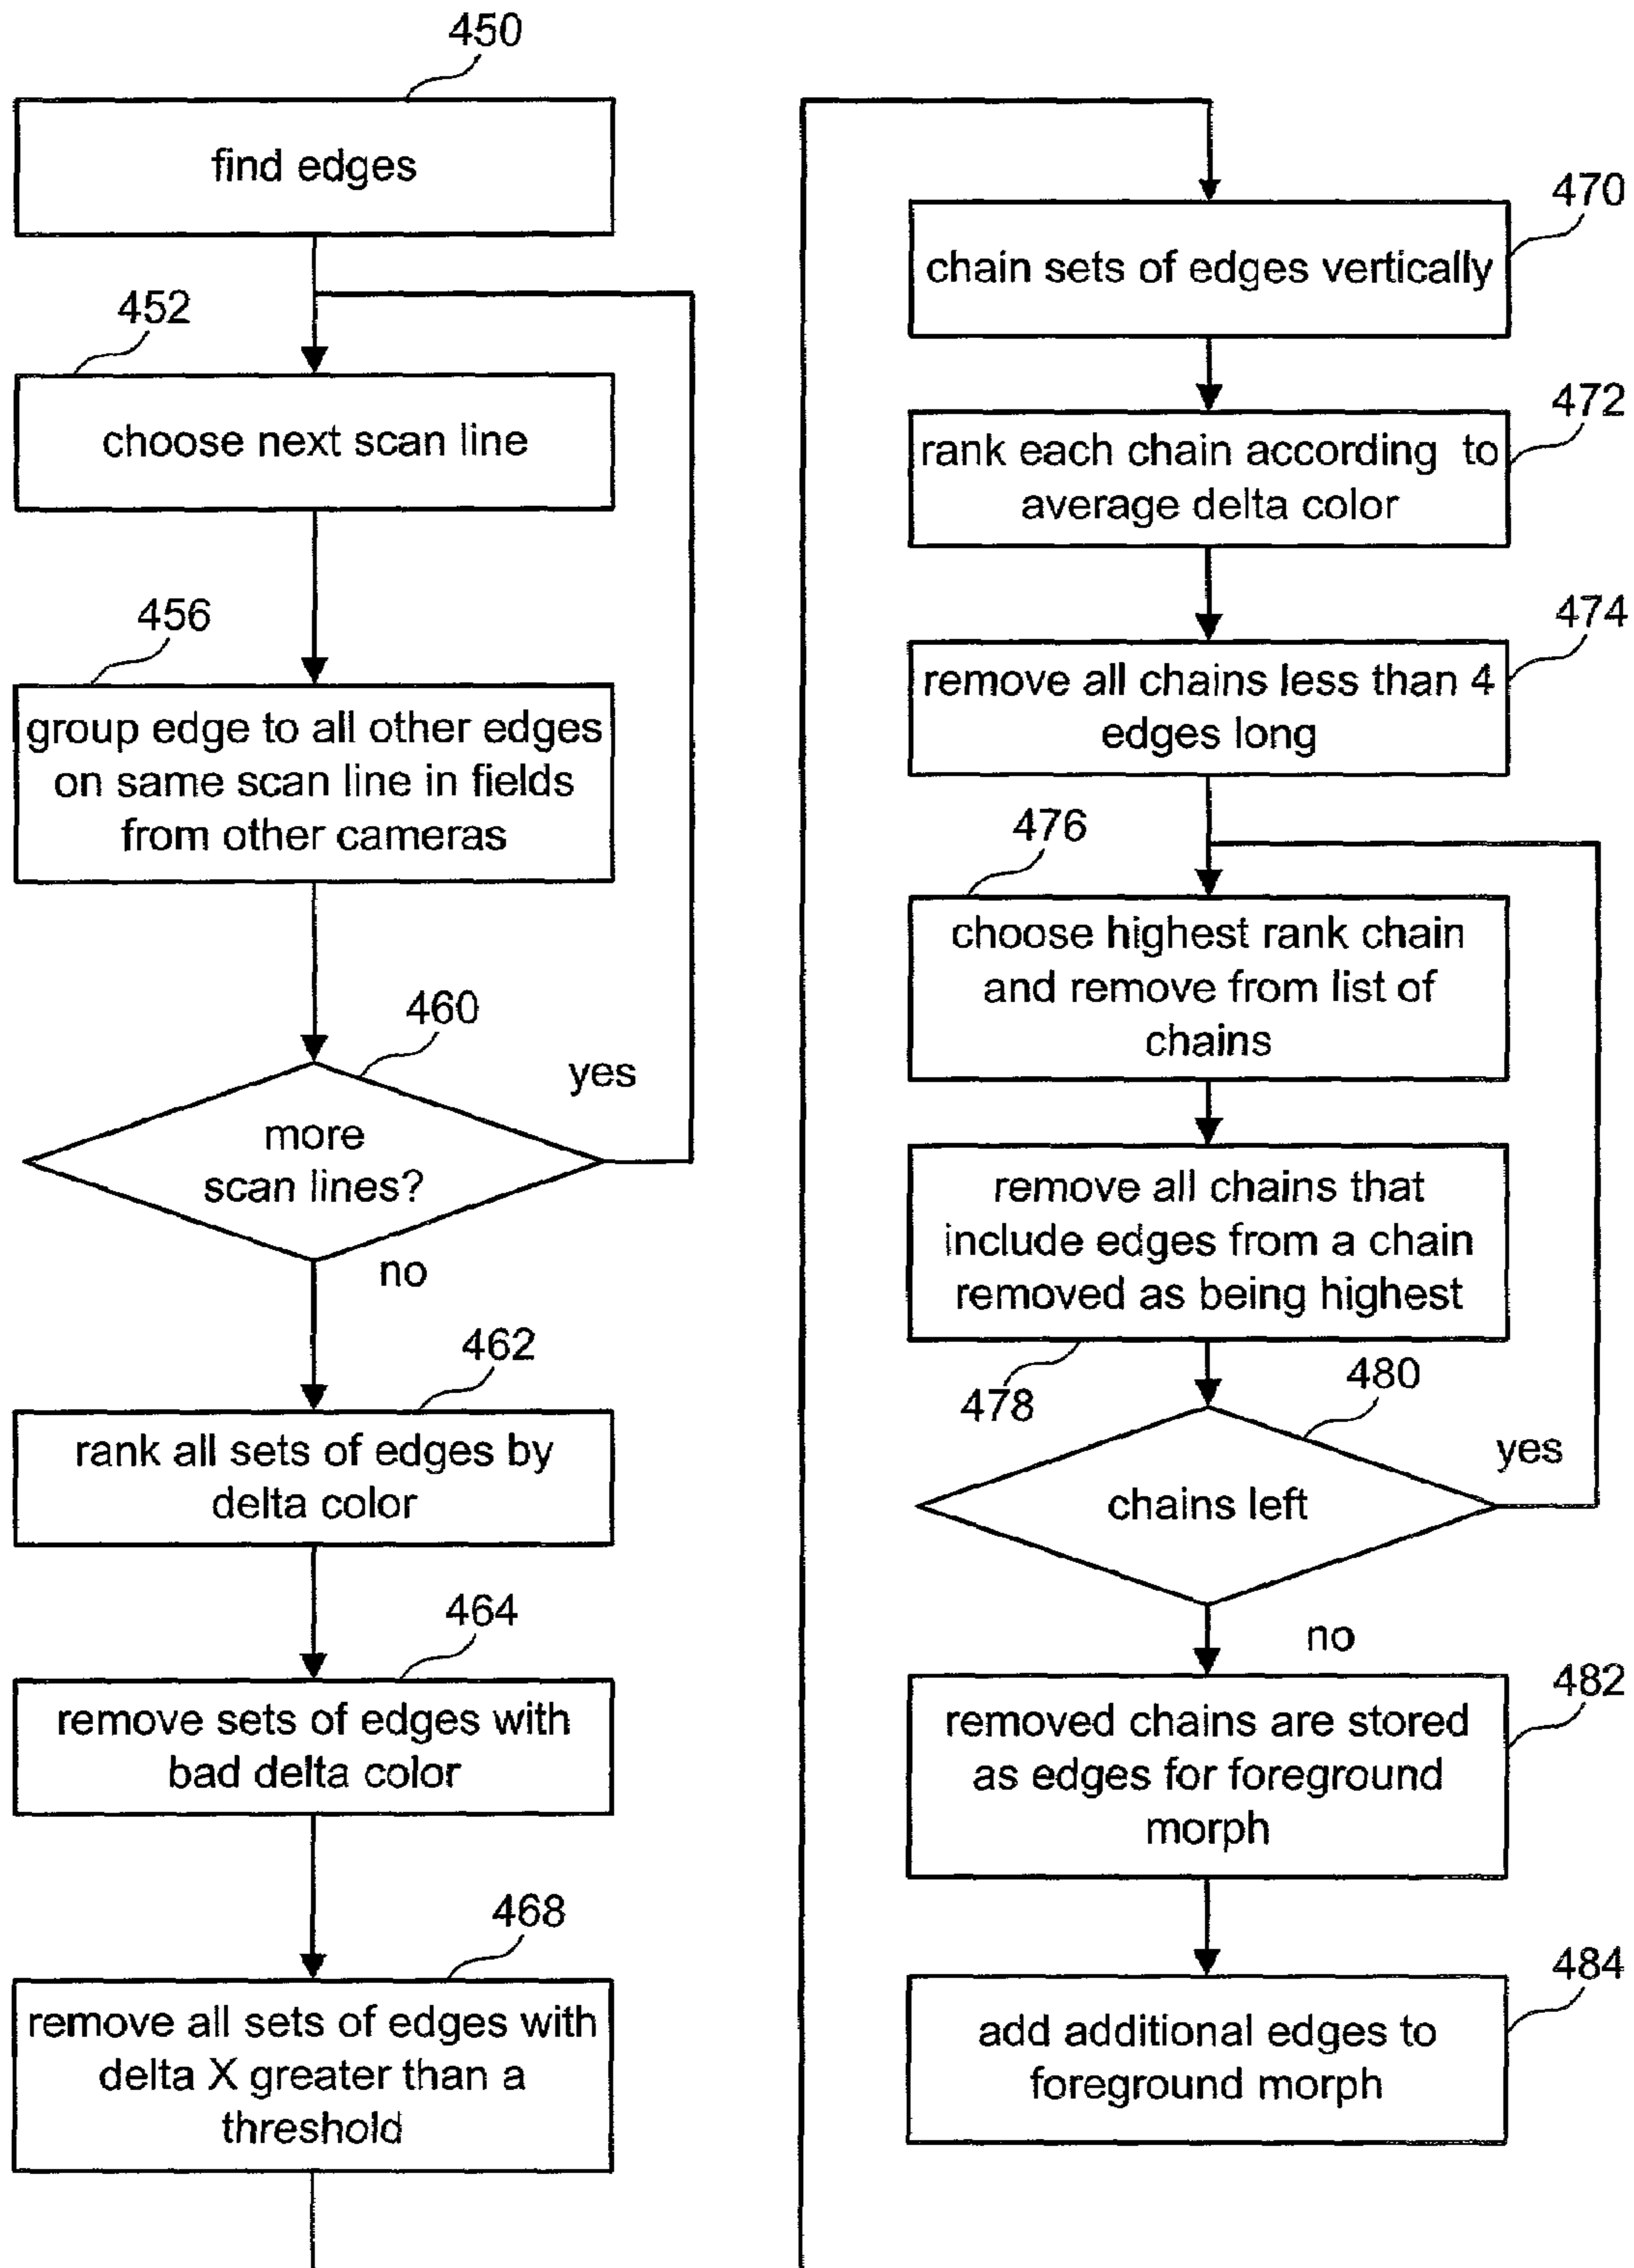 450
find edges
452
choose next scan line
456
group edge to all other edges
on same scan line in fields
from other cameras
460
yes
more
scan lines?
no
462
rank all sets of edges by
delta color
464
remove sets of edges with
bad delta color
468
remove all sets of edges with
delta X greater than a
threshold
470
chain sets of edges vertically
472
rank each chain according to
average delta color
474
remove all chains less than 4
edges long
476
choose highest rank chain
and remove from list of
chains
remove all chains that
include edges from a chain
removed as being highest
478
480
yes
chains left
no
482
removed chains are stored
as edges for foreground
morph
484
add additional edges to
foreground morph